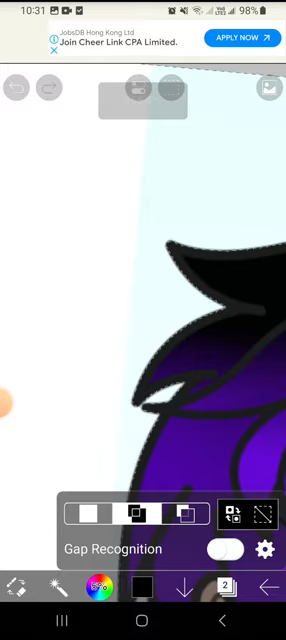 10:31
98%
JobsDB Hong Kong Ltd
Join Cheer Link CPA Limited.
APPLY NOW
Gap Recognition
2